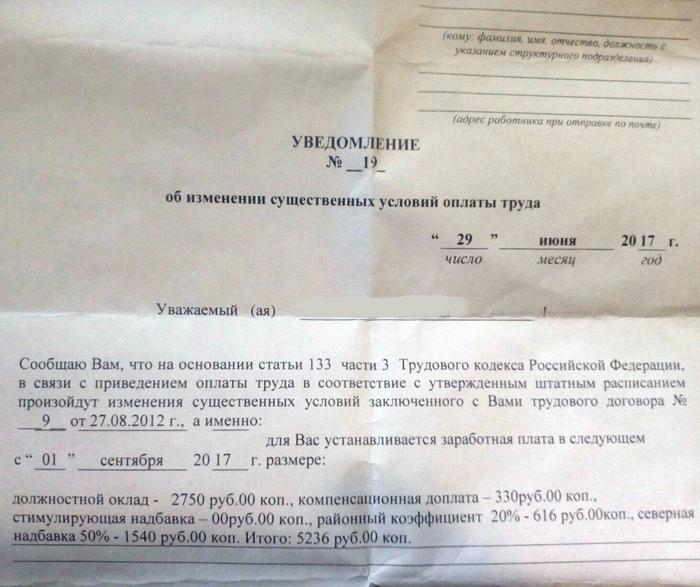 (кому: фамилия, имя, отчество, должность с
указанием структурного подразделения)
(адрес работника при отправке по почте)
УВЕДОМЛЕНИЕ
№ __19_
об изменении существенных условий оплаты труда
“ 29 ” июня 20 17 г.
число месяц год
Уважаемый (ая) !
Сообщаю Вам, что на основании статьи 133 части 3 Трудового кодекса Российской Федерации,
в связи с приведением оплаты труда в соответствие с утвержденным штатным расписанием
произойдут изменения существенных условий заключенного с Вами трудового договора №
__9__ от 27.08.2012 г., а именно:
для Вас устанавливается заработная плата в следующем
с “ 01 ” сентября 20 17 г. размере:
должностной оклад - 2750 руб.00 коп., компенсационная доплата – 330руб.00 коп.,
стимулирующая надбавка – 00руб.00 коп., районный коэффициент 20% - 616 руб.00коп., северная
надбавка 50% - 1540 руб.00 коп. Итого: 5236 руб.00 коп.